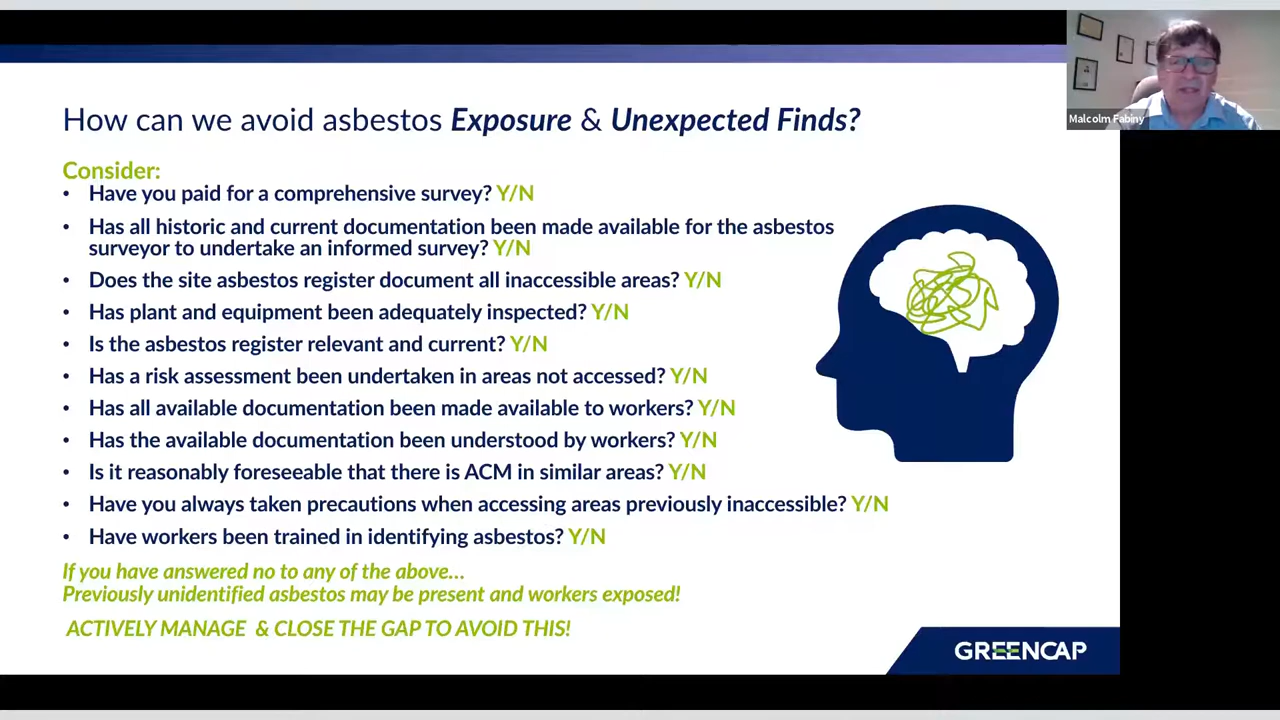 How can we avoid asbestos Exposure & Unexpected Finds?
Consider:
• Have you paid for a comprehensive survey? Y/N
• Has all historic and current documentation been made available for the asbestos
surveyor to undertake an informed survey? Y/N
• Does the site asbestos register document all inaccessible areas? Y/N
• Has plant and equipment been adequately inspected? Y/N
• Is the asbestos register relevant and current? Y/N
• Has a risk assessment been undertaken in areas not accessed? Y/N
• Has all available documentation been made available to workers? Y/N
• Has the available documentation been understood by workers? Y/N
• Is it reasonably foreseeable that there is ACM in similar areas? Y/N
• Have you always taken precautions when accessing areas previously inaccessible? Y/N
• Have workers been trained in identifying asbestos? Y/N
If you have answered no to any of the above...
Previously unidentified asbestos may be present and workers exposed!
ACTIVELY MANAGE & CLOSE THE GAP TO AVOID THIS!
GREENCAP
Malcolm Fabiny